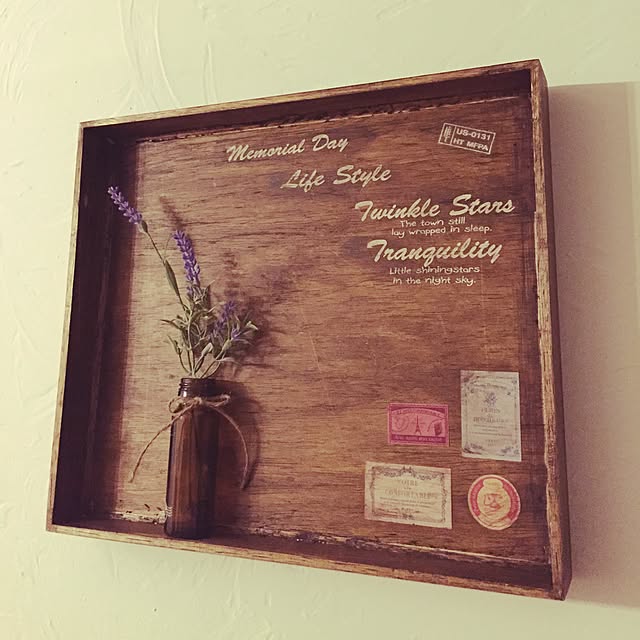 Memorial Day
US-0131
HT MFPA
Life Style
Twinkle Stars
The town still
lay wrapped in sleep.
Tranquility
Little shiningstars
in the night sky.